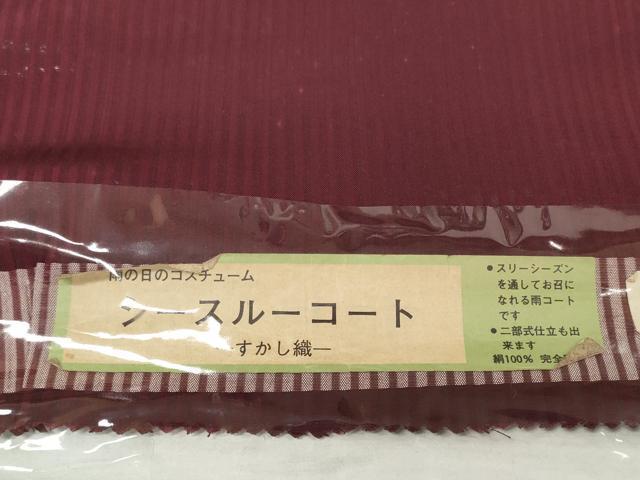 雨の日のコスチューム
シースルーコート
—すかし織—
●スリーシーズン
を通してお召に
なれる雨コート
です
●二部式仕立も出
来ます
絹100% 完全